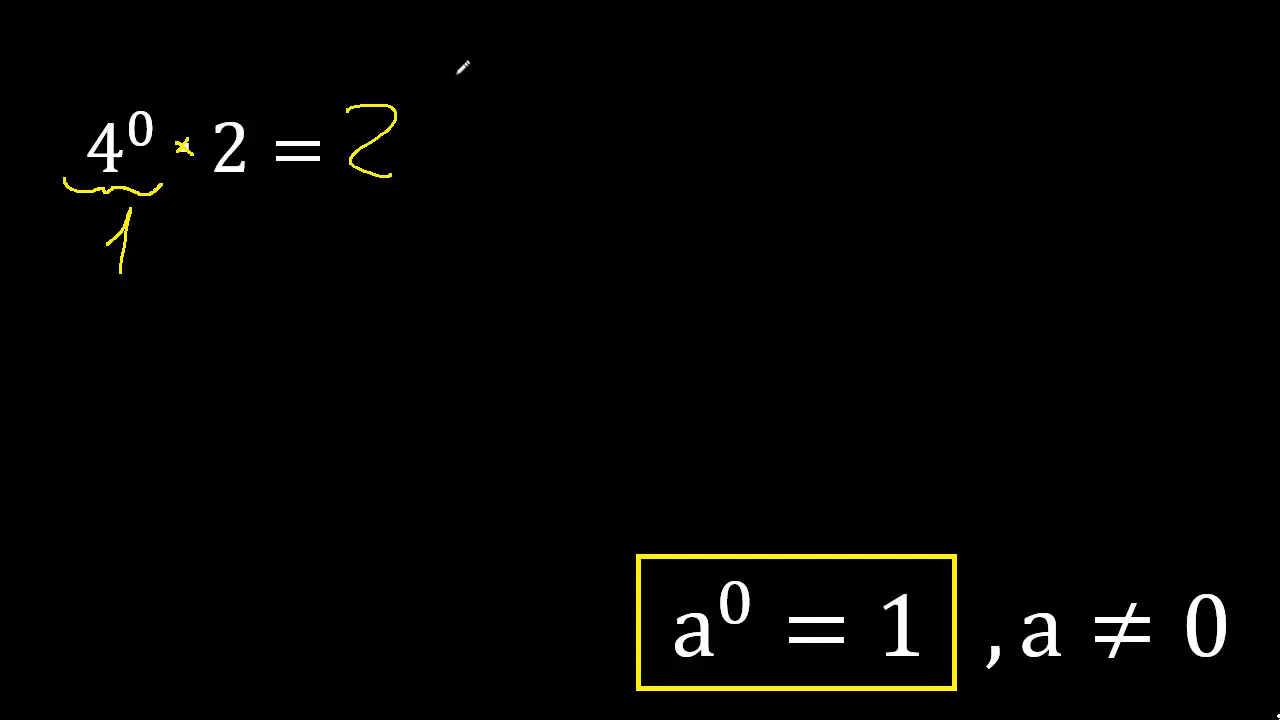 4⁰ · 2 = 2
1
a⁰ = 1 , a ≠ 0